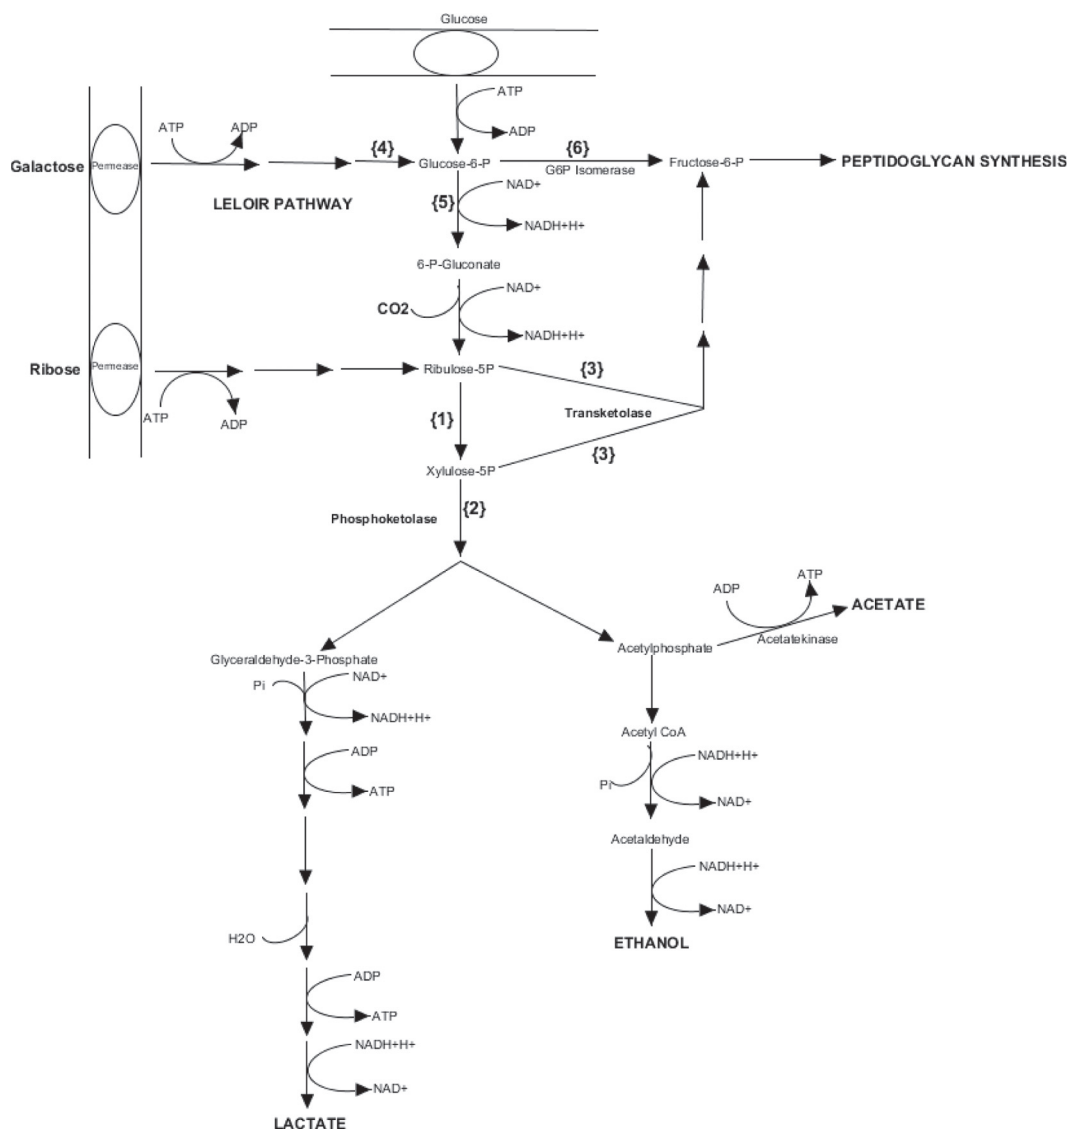 Glucose
ATP
ADP
ATP
ADP
Galactose
Permease
{4}
Glucose-6-P
{6}
G6P Isomerase
Fructose-6-P
PEPTIDOGLYCAN SYNTHESIS
LELOIR PATHWAY
{5}
NAD+
NADH+H+
6-P-Gluconate
CO2
NAD+
NADH+H+
Ribose
Permease
ATP
ADP
Ribulose-5P
{3}
{1}
Transketolase
{3}
Xylulose-5P
{2}
Phosphoketolase
ADP
ATP
ACETATE
Acetatekinase
Glyceraldehyde-3-Phosphate
Acetylphosphate
Pi
NAD+
NADH+H+
Acetyl CoA
ADP
ATP
Pi
NADH+H+
NAD+
Acetaldehyde
NADH+H+
NAD+
H2O
ETHANOL
ADP
ATP
NADH+H+
NAD+
LACTATE